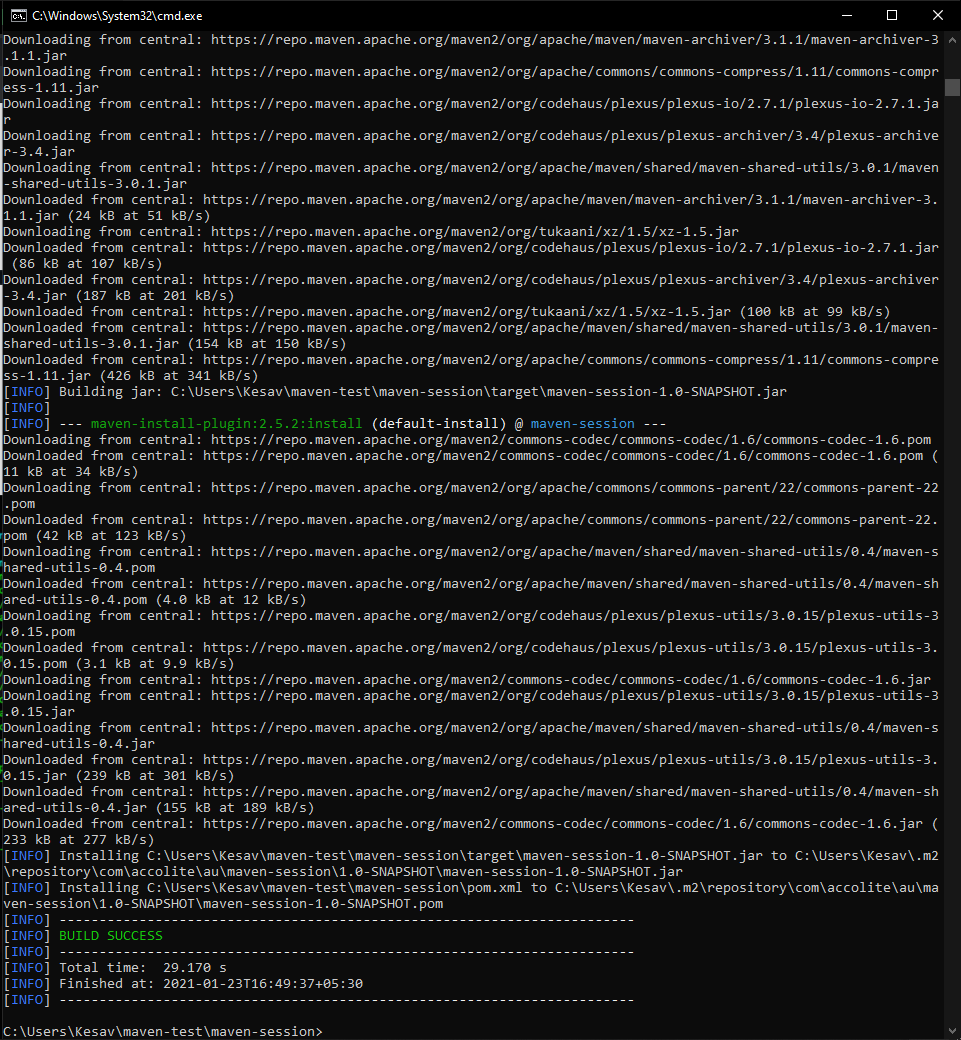 C:\Windows\System32\cmd.exe
Downloading from central: https://repo.maven.apache.org/maven2/org/apache/maven/maven-archiver/3.1.1/maven-archiver-3
.1.1.jar
Downloading from central: https://repo.maven.apache.org/maven2/org/apache/commons/commons-compress/1.11/commons-compr
ess-1.11.jar
Downloading from central: https://repo.maven.apache.org/maven2/org/codehaus/plexus/plexus-io/2.7.1/plexus-io-2.7.1.ja
r
Downloading from central: https://repo.maven.apache.org/maven2/org/codehaus/plexus/plexus-archiver/3.4/plexus-archive
r-3.4.jar
Downloading from central: https://repo.maven.apache.org/maven2/org/apache/maven/shared/maven-shared-utils/3.0.1/maven
-shared-utils-3.0.1.jar
Downloaded from central: https://repo.maven.apache.org/maven2/org/apache/maven/maven-archiver/3.1.1/maven-archiver-3.
1.1.jar (24 kB at 51 kB/s)
Downloading from central: https://repo.maven.apache.org/maven2/org/tukaani/xz/1.5/xz-1.5.jar
Downloaded from central: https://repo.maven.apache.org/maven2/org/codehaus/plexus/plexus-io/2.7.1/plexus-io-2.7.1.jar
 (86 kB at 107 kB/s)
Downloaded from central: https://repo.maven.apache.org/maven2/org/codehaus/plexus/plexus-archiver/3.4/plexus-archiver
-3.4.jar (187 kB at 201 kB/s)
Downloaded from central: https://repo.maven.apache.org/maven2/org/tukaani/xz/1.5/xz-1.5.jar (100 kB at 99 kB/s)
Downloaded from central: https://repo.maven.apache.org/maven2/org/apache/maven/shared/maven-shared-utils/3.0.1/maven-
shared-utils-3.0.1.jar (154 kB at 150 kB/s)
Downloaded from central: https://repo.maven.apache.org/maven2/org/apache/commons/commons-compress/1.11/commons-compre
ss-1.11.jar (426 kB at 341 kB/s)
[INFO] Building jar: C:\Users\Kesav\maven-test\maven-session\target\maven-session-1.0-SNAPSHOT.jar
[INFO]
[INFO] --- maven-install-plugin:2.5.2:install (default-install) @ maven-session ---
Downloading from central: https://repo.maven.apache.org/maven2/commons-codec/commons-codec/1.6/commons-codec-1.6.pom
Downloaded from central: https://repo.maven.apache.org/maven2/commons-codec/commons-codec/1.6/commons-codec-1.6.pom (
11 kB at 34 kB/s)
Downloading from central: https://repo.maven.apache.org/maven2/org/apache/commons/commons-parent/22/commons-parent-22
.pom
Downloaded from central: https://repo.maven.apache.org/maven2/org/apache/commons/commons-parent/22/commons-parent-22.
pom (42 kB at 123 kB/s)
Downloading from central: https://repo.maven.apache.org/maven2/org/apache/maven/shared/maven-shared-utils/0.4/maven-s
hared-utils-0.4.pom
Downloaded from central: https://repo.maven.apache.org/maven2/org/apache/maven/shared/maven-shared-utils/0.4/maven-sh
ared-utils-0.4.pom (4.0 kB at 12 kB/s)
Downloading from central: https://repo.maven.apache.org/maven2/org/codehaus/plexus/plexus-utils/3.0.15/plexus-utils-3
.0.15.pom
Downloaded from central: https://repo.maven.apache.org/maven2/org/codehaus/plexus/plexus-utils/3.0.15/plexus-utils-3.
0.15.pom (3.1 kB at 9.9 kB/s)
Downloading from central: https://repo.maven.apache.org/maven2/commons-codec/commons-codec/1.6/commons-codec-1.6.jar
Downloading from central: https://repo.maven.apache.org/maven2/org/codehaus/plexus/plexus-utils/3.0.15/plexus-utils-3
.0.15.jar
Downloading from central: https://repo.maven.apache.org/maven2/org/apache/maven/shared/maven-shared-utils/0.4/maven-s
hared-utils-0.4.jar
Downloaded from central: https://repo.maven.apache.org/maven2/org/codehaus/plexus/plexus-utils/3.0.15/plexus-utils-3.
0.15.jar (239 kB at 301 kB/s)
Downloaded from central: https://repo.maven.apache.org/maven2/org/apache/maven/shared/maven-shared-utils/0.4/maven-sh
ared-utils-0.4.jar (155 kB at 189 kB/s)
Downloaded from central: https://repo.maven.apache.org/maven2/commons-codec/commons-codec/1.6/commons-codec-1.6.jar (
233 kB at 277 kB/s)
[INFO] Installing C:\Users\Kesav\maven-test\maven-session\target\maven-session-1.0-SNAPSHOT.jar to C:\Users\Kesav\.m2
\repository\com\accolite\au\maven-session\1.0-SNAPSHOT\maven-session-1.0-SNAPSHOT.jar
[INFO] Installing C:\Users\Kesav\maven-test\maven-session\pom.xml to C:\Users\Kesav\.m2\repository\com\accolite\au\ma
ven-session\1.0-SNAPSHOT\maven-session-1.0-SNAPSHOT.pom
[INFO] ------------------------------------------------------------------------
[INFO] BUILD SUCCESS
[INFO] ------------------------------------------------------------------------
[INFO] Total time:  29.170 s
[INFO] Finished at: 2021-01-23T16:49:37+05:30
[INFO] ------------------------------------------------------------------------
C:\Users\Kesav\maven-test\maven-session>